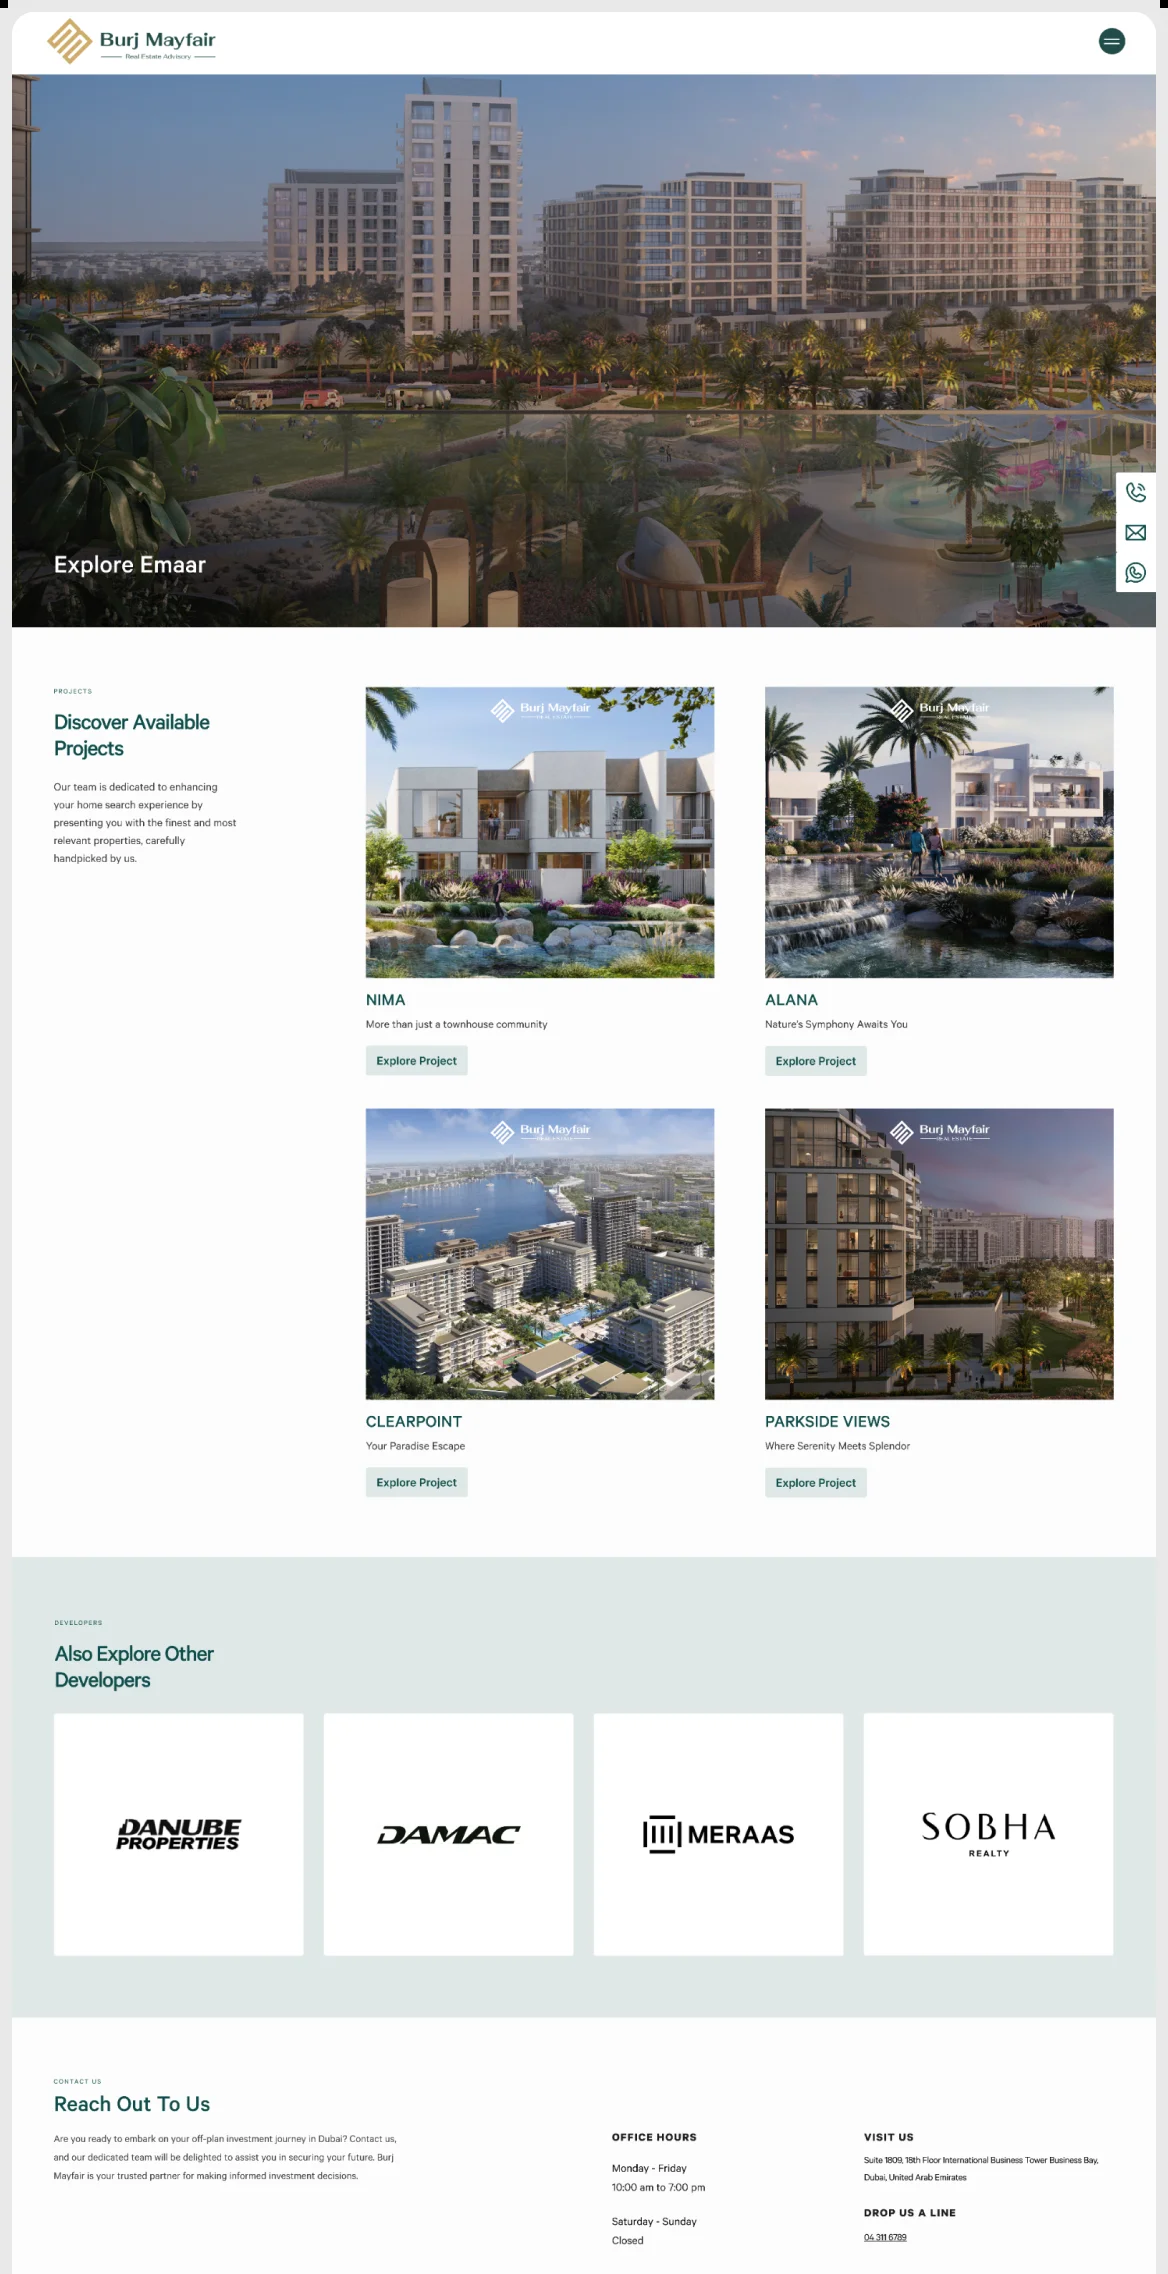 Burj Mayfair
Real Estate Advisory
Explore Emaar
PROJECTS
Discover Available
Projects
Our team is dedicated to enhancing
your home search experience by
presenting you with the finest and most
relevant properties, carefully
handpicked by us.
Burj Mayfair
REAL ESTATE
NIMA
More than just a townhouse community
Explore Project
Burj Mayfair
REAL ESTATE
ALANA
Nature's Symphony Awaits You
Explore Project
Burj Mayfair
REAL ESTATE
CLEARPOINT
Your Paradise Escape
Explore Project
Burj Mayfair
REAL ESTATE
PARKSIDE VIEWS
Where Serenity Meets Splendor
Explore Project
DEVELOPERS
Also Explore Other
Developers
DANUBE
PROPERTIES
DAMAC
MERAAS
SOBHA
REALTY
CONTACT US
Reach Out To Us
Are you ready to embark on your off-plan investment journey in Dubai? Contact us,
and our dedicated team will be delighted to assist you in securing your future. Burj
Mayfair is your trusted partner for making informed investment decisions.
OFFICE HOURS
Monday - Friday
10:00 am to 7:00 pm
Saturday - Sunday
Closed
VISIT US
Suite 1809, 18th Floor International Business Tower Business Bay,
Dubai, United Arab Emirates
DROP US A LINE
04 311 6789